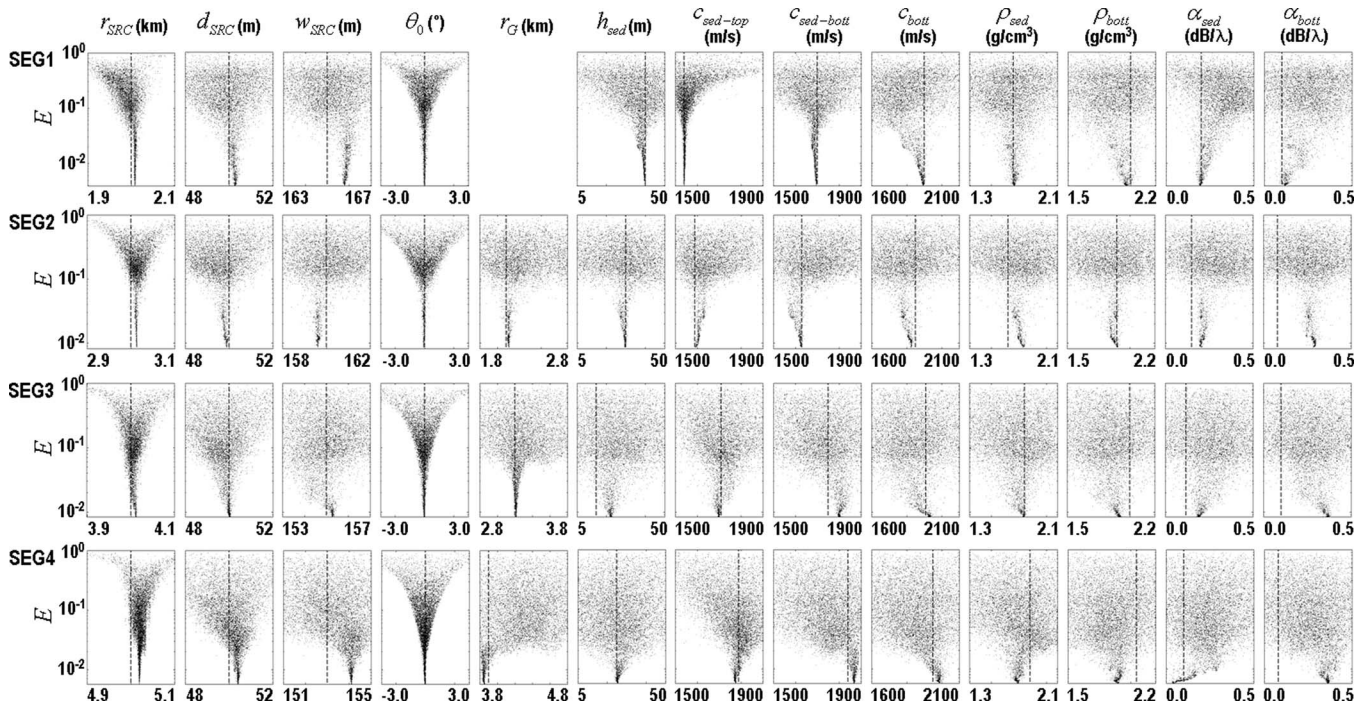 r_SRC (km) d_SRC (m) w_SRC (m) θ_0 (°) r_G (km) h_sed (m) c_sed-top (m/s) c_sed-bott (m/s) c_bott (m/s) ρ_sed (g/cm³) ρ_bott (g/cm³) α_sed (dB/λ) α_bott (dB/λ)
SEG1 10⁰
E 10⁻¹
10⁻²
1.9 2.1 48 52 163 167 -3.0 3.0 5 50 1500 1900 1500 1900 1600 2100 1.3 2.1 1.5 2.2 0.0 0.5 0.0 0.5
SEG2 10⁰
E 10⁻¹
10⁻²
2.9 3.1 48 52 158 162 -3.0 3.0 1.8 2.8 5 50 1500 1900 1500 1900 1600 2100 1.3 2.1 1.5 2.2 0.0 0.5 0.0 0.5
SEG3 10⁰
E 10⁻¹
10⁻²
3.9 4.1 48 52 153 157 -3.0 3.0 2.8 3.8 5 50 1500 1900 1500 1900 1600 2100 1.3 2.1 1.5 2.2 0.0 0.5 0.0 0.5
SEG4 10⁰
E 10⁻¹
10⁻²
4.9 5.1 48 52 151 155 -3.0 3.0 3.8 4.8 5 50 1500 1900 1500 1900 1600 2100 1.3 2.1 1.5 2.2 0.0 0.5 0.0 0.5